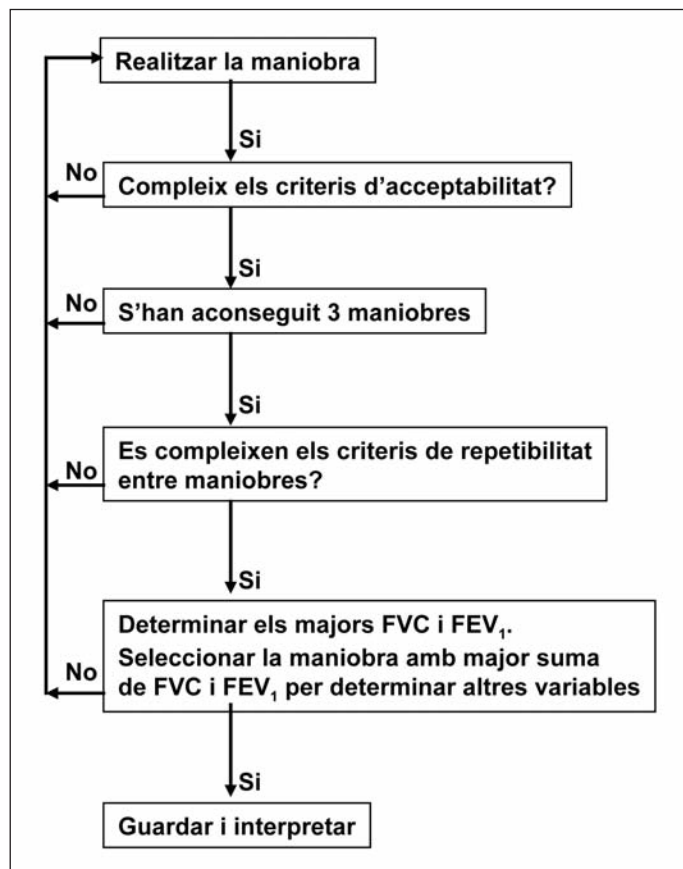 Realitzar la maniobra
Si
No
Compleix els criteris d'acceptabilitat?
Si
No
S'han aconseguit 3 maniobres
Si
No
Es compleixen els criteris de repetibilitat
entre maniobres?
Si
No
Determinar els majors FVC i FEV₁.
Seleccionar la maniobra amb major suma
de FVC i FEV₁ per determinar altres variables
Si
Guardar i interpretar